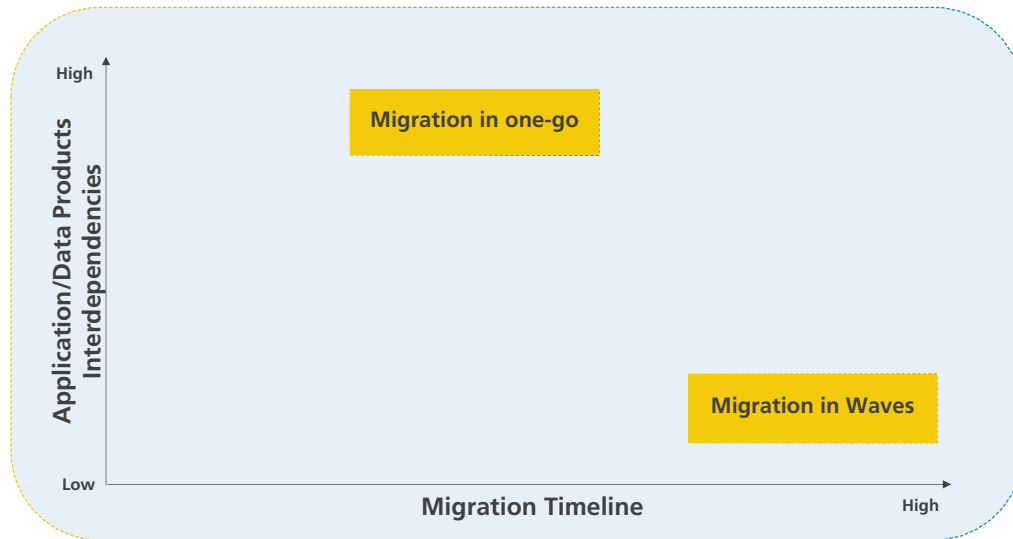 High
Migration in one-go
Application/Data Products
Interdependencies
Migration in Waves
Low
Migration Timeline
High